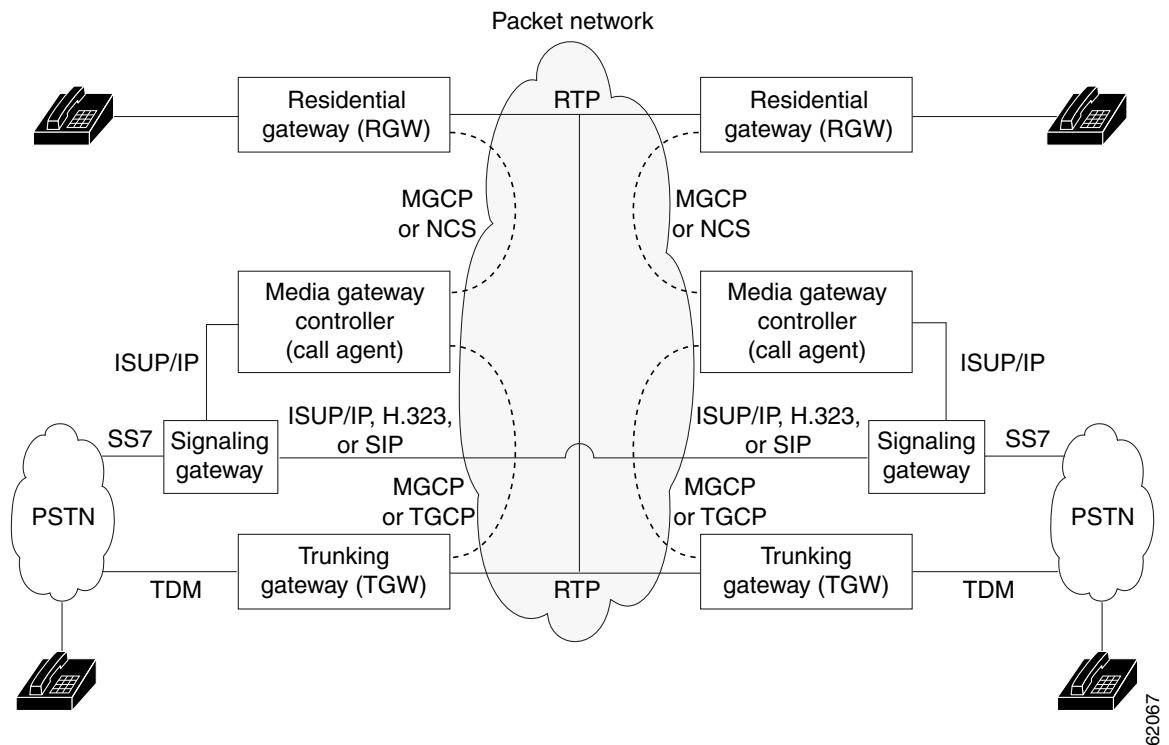 Packet network
Residential
gateway (RGW)
RTP
Residential
gateway (RGW)
MGCP
or NCS
MGCP
or NCS
Media gateway
controller
(call agent)
Media gateway
controller
(call agent)
ISUP/IP
ISUP/IP
ISUP/IP, H.323,
or SIP
ISUP/IP, H.323,
or SIP
SS7
Signaling
gateway
Signaling
gateway
SS7
MGCP
or TGCP
MGCP
or TGCP
PSTN
PSTN
Trunking
gateway (TGW)
Trunking
gateway (TGW)
TDM
RTP
TDM
62067